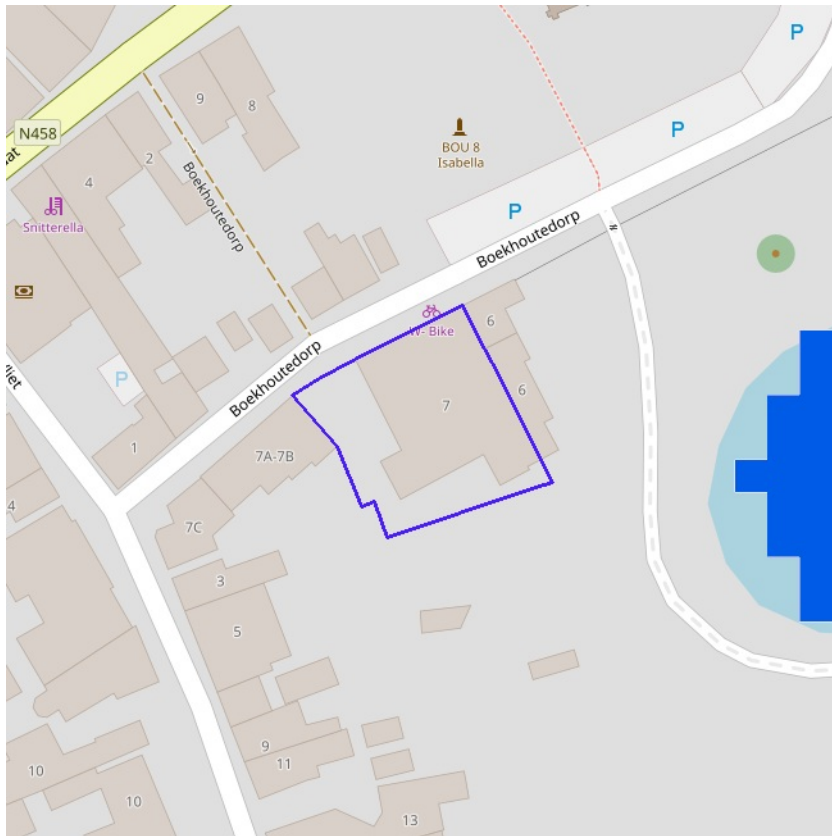 P
9
8
P
N458
BOU 8
Isabella
2
4
Boekhoutedorp
P
Snitterella
Boekhoutedorp
6
W- Bike
P
Boekhoutedorp
6
7
1
7A-7B
4
7C
3
5
9
11
10
10
13